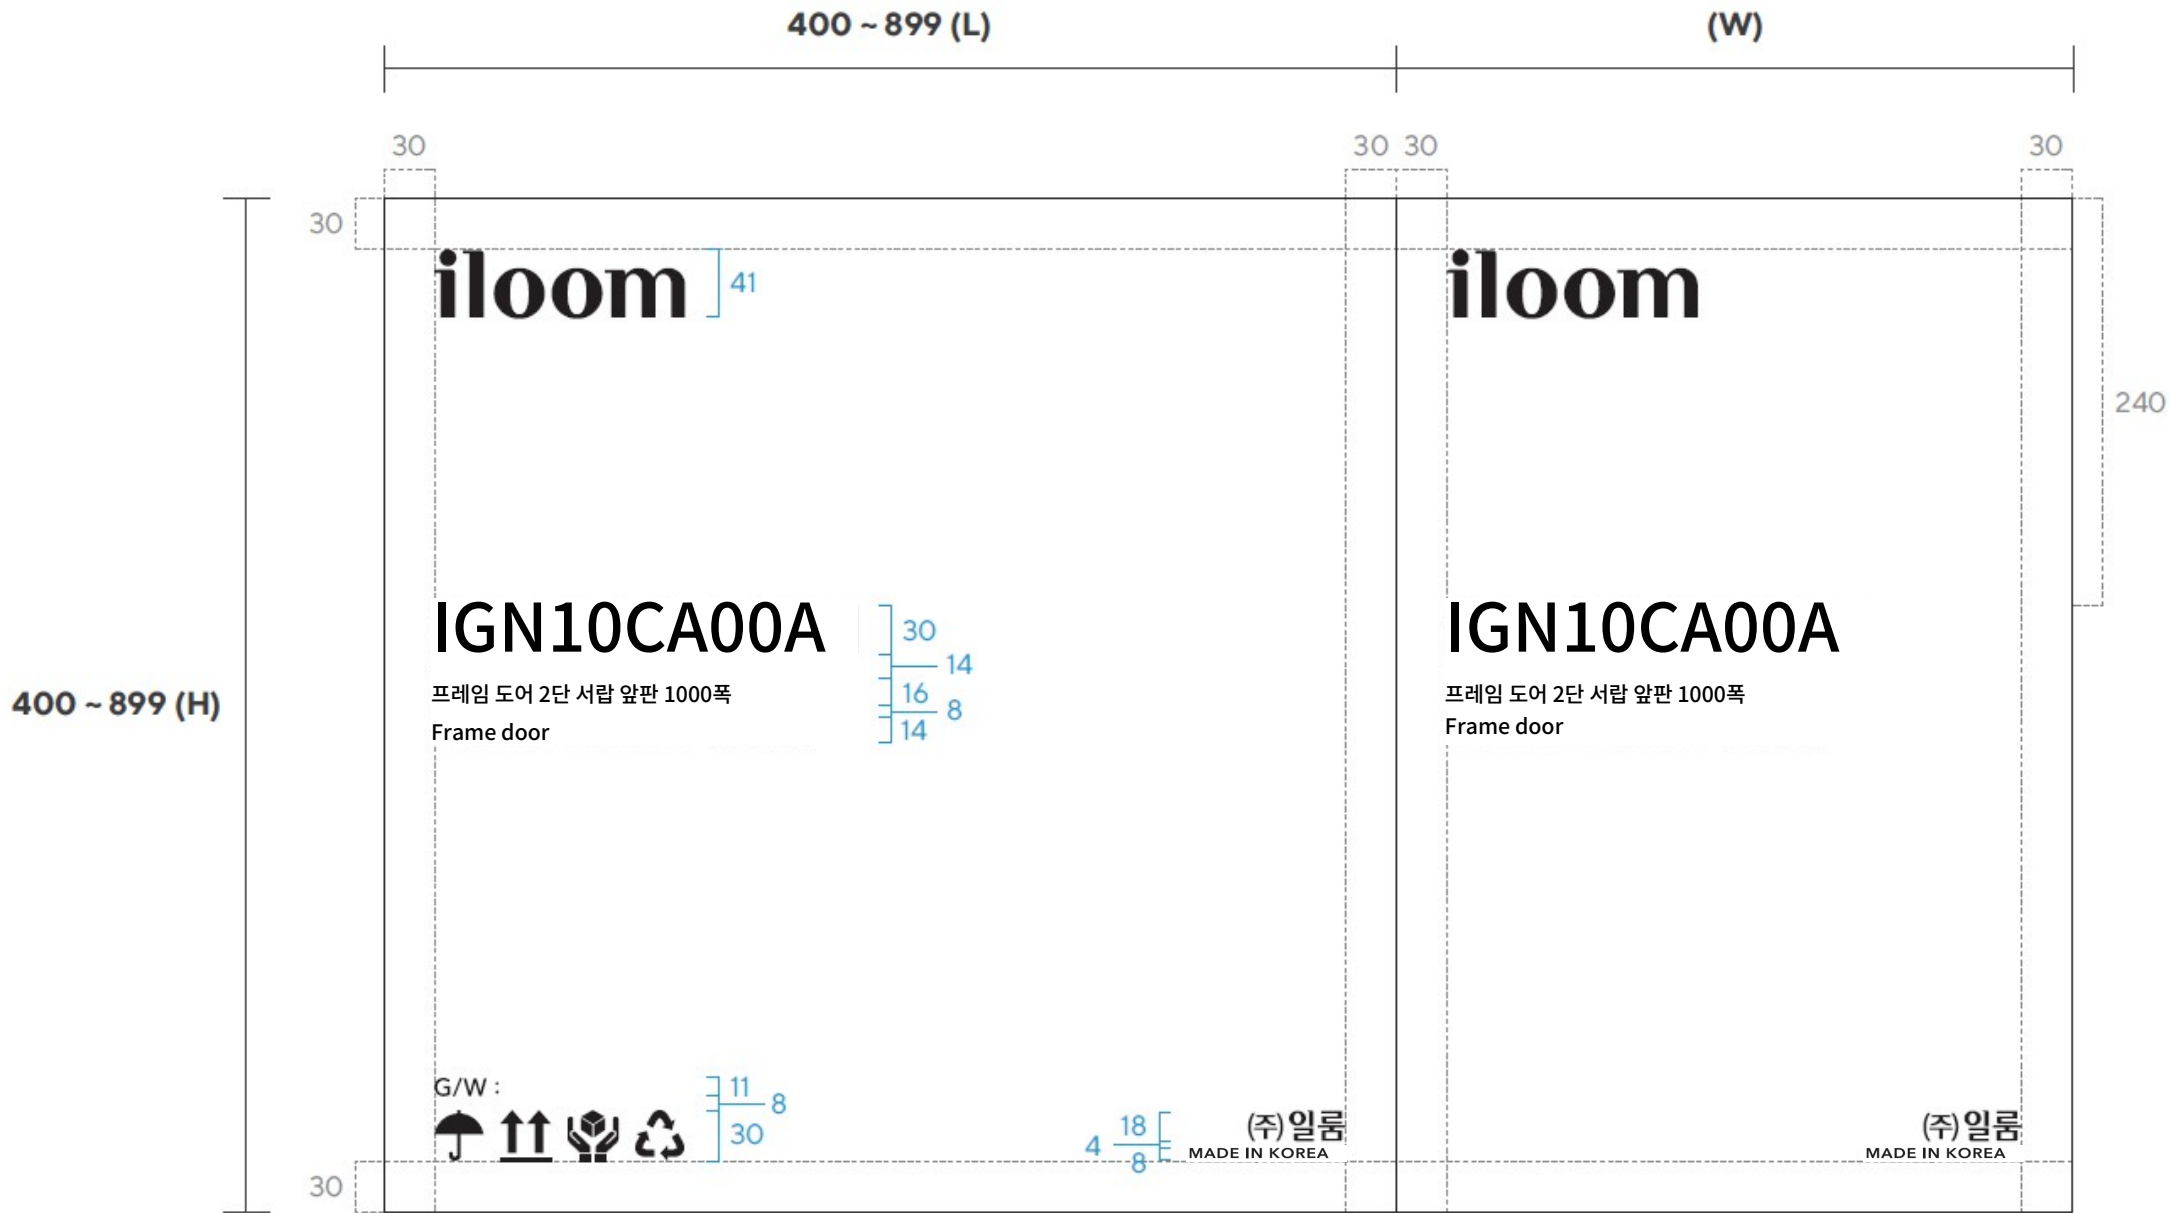 400 ~ 899 (L) (W)
30 30 30 30
30
iloom 41 iloom
240
IGN10CA00A 30 IGN10CA00A
14
400 ~ 899 (H) 프레임 도어 2단 서랍 앞판 1000폭 16 프레임 도어 2단 서랍 앞판 1000폭
8
Frame door 14 Frame door
G/W : 11
8
30 18 (주)일룸 (주)일룸
4 MADE IN KOREA MADE IN KOREA
8
30